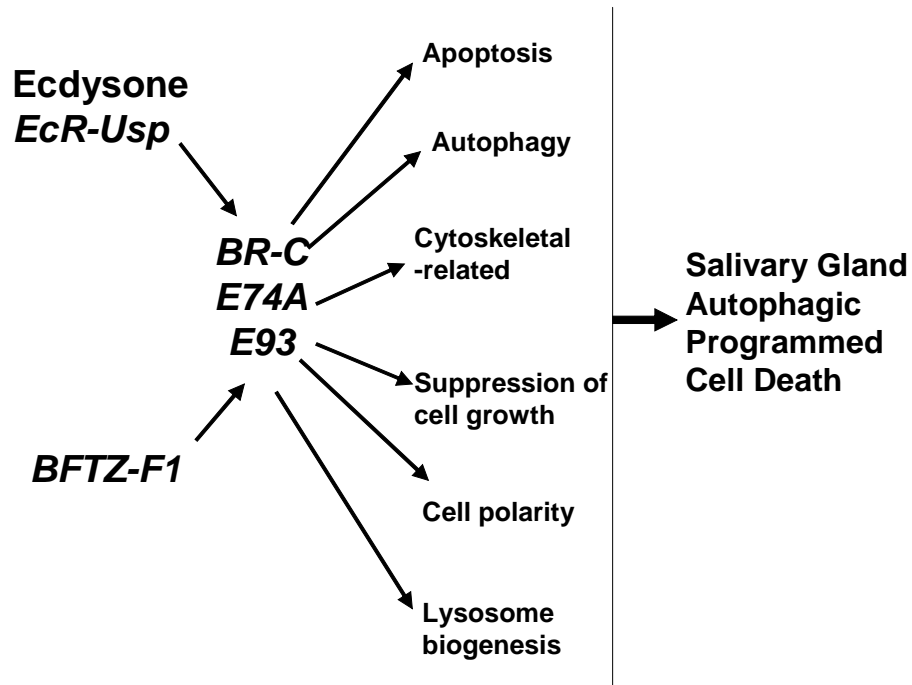 Ecdysone
EcR-Usp
BR-C
E74A
E93
BFTZ-F1
Apoptosis
Autophagy
Cytoskeletal
-related
Suppression of
cell growth
Cell polarity
Lysosome
biogenesis
Salivary Gland
Autophagic
Programmed
Cell Death